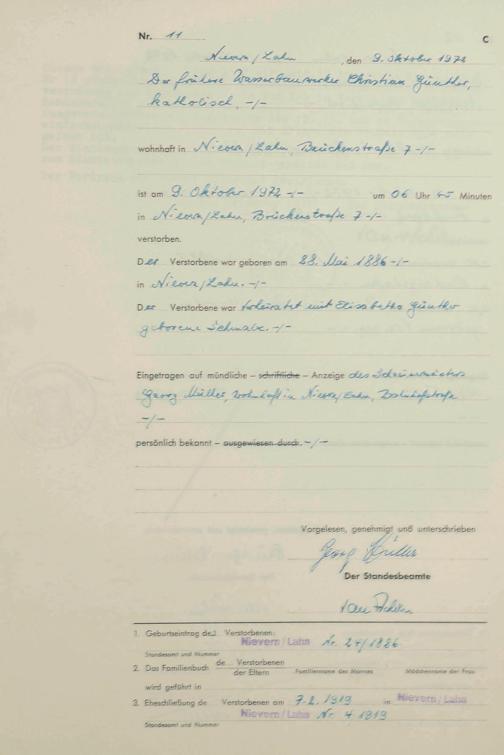 Nr. 11
C
Nievern/Lahn, den 9. Oktober 1972
Der frühere Wasserbauwerker Christian Günther,
katholisch, -/-
wohnhaft in Nievern/Lahn, Brückenstraße 7 -/-
ist am 9. Oktober 1972 -/- um 06 Uhr 45 Minuten
in Nievern/Lahn, Brückenstraße 7 -/-
verstorben.
Der Verstorbene war geboren am 28. Mai 1886 -/-
in Nievern/Lahn. -/-
Der Verstorbene war verheiratet mit Elisabetha Günther
geborene Schwalb. -/-
Eingetragen auf mündliche – schriftliche – Anzeige des Schreinermeisters
Georg Müller, wohnhaft in Nievern/Lahn, Bahnhofstraße
-/-
persönlich bekannt – ausgewiesen durch. -/-
Vorgelesen, genehmigt und unterschrieben
Georg Müller
Der Standesbeamte
1. Geburtseintrag des Verstorbenen:
Nievern/Lahn Nr. 24/1886
Standesamt und Nummer
2. Das Familienbuch de Verstorbenen
der Eltern Familienname des Mannes Mädchenname der Frau
wird geführt in
3. Eheschließung de Verstorbenen am 7.2.1919 in Nievern/Lahn
Nievern/Lahn Nr. 4 1919
Standesamt und Nummer